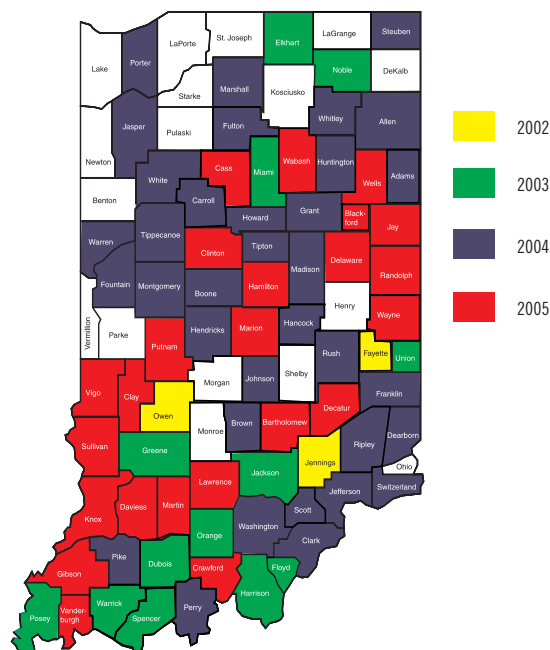 St. Joseph
LaGrange
Steuben
Elkhart
LaPorte
Porter
Lake
Noble
DeKalb
Marshall
Kosciusko
Starke
Whitley
Allen
Jasper
Fulton
Pulaski
Newton
Wabash
Huntington
Cass
Miami
White
Wells
Adams
Benton
Carroll
Grant
Howard
Black-
ford
Jay
Warren
Tippecanoe
Tipton
Clinton
Delaware
Madison
Randolph
Fountain
Montgomery
Boone
Hamilton
Henry
Wayne
Vermillion
Parke
Hendricks
Marion
Hancock
Putnam
Rush
Fayette
Union
Shelby
Morgan
Johnson
Vigo
Clay
Franklin
Owen
Decatur
Brown
Bartholomew
Monroe
Dearborn
Ripley
Sullivan
Greene
Jennings
Ohio
Jackson
Lawrence
Switzerland
Jefferson
Knox
Daviess
Martin
Scott
Washington
Orange
Clark
Pike
Dubois
Crawford
Floyd
Gibson
Harrison
Posey
Vander-
burgh
Warrick
Spencer
Perry
2002
2003
2004
2005